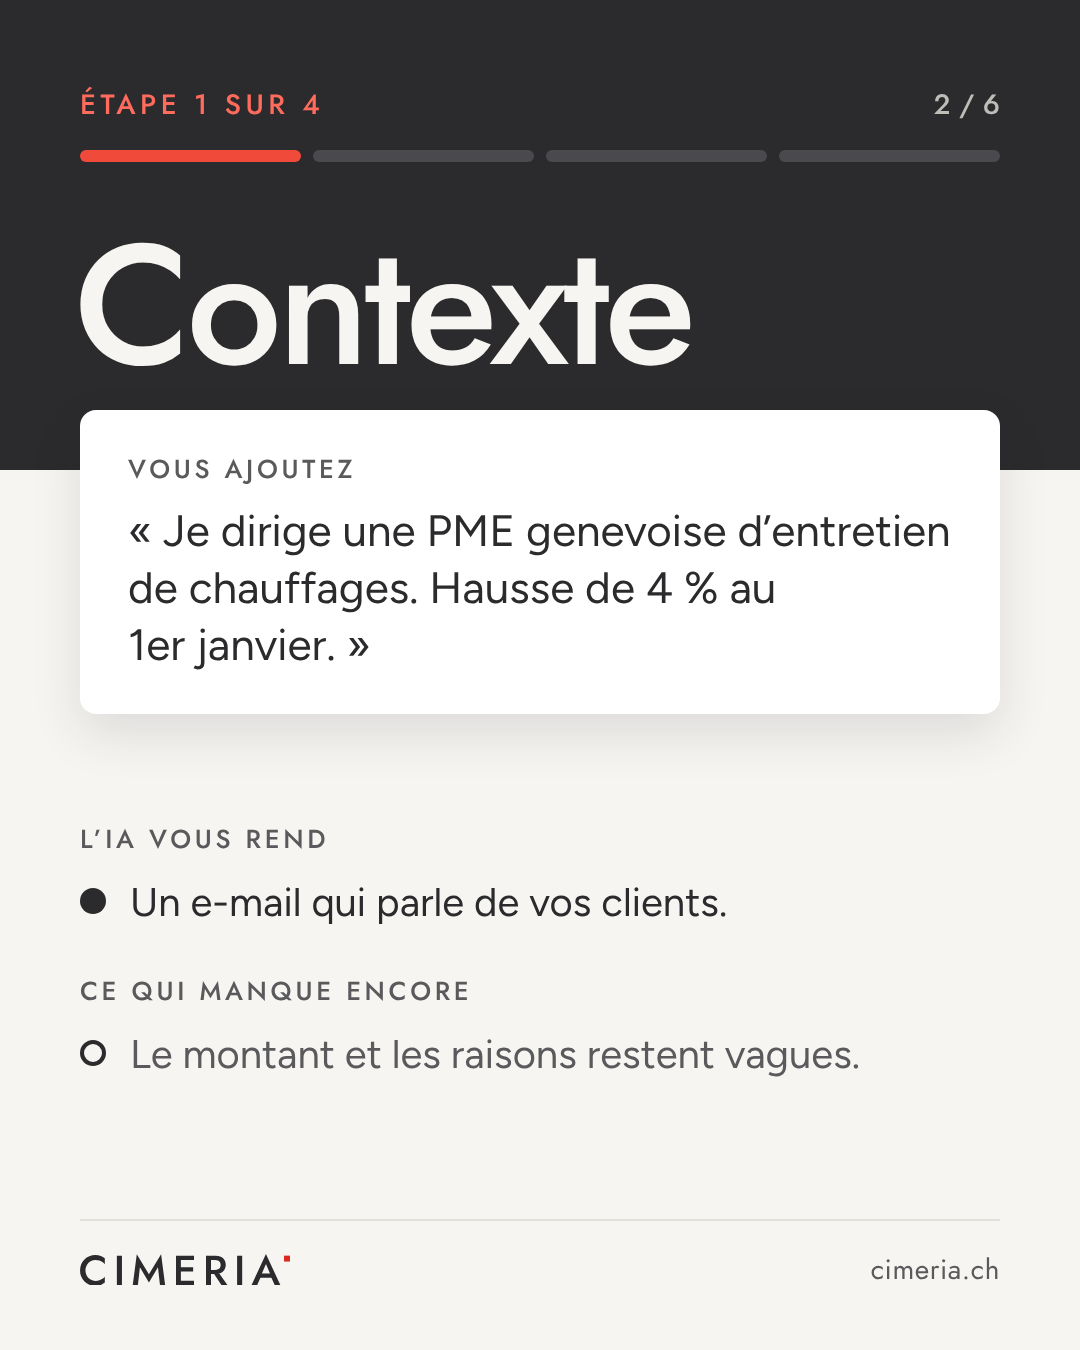 ÉTAPE 1 SUR 4
2 / 6
Contexte
VOUS AJOUTEZ
« Je dirige une PME genevoise d’entretien
de chauffages. Hausse de 4 % au
1er janvier. »
L’IA VOUS REND
Un e-mail qui parle de vos clients.
CE QUI MANQUE ENCORE
Le montant et les raisons restent vagues.
CIMERIA
cimeria.ch